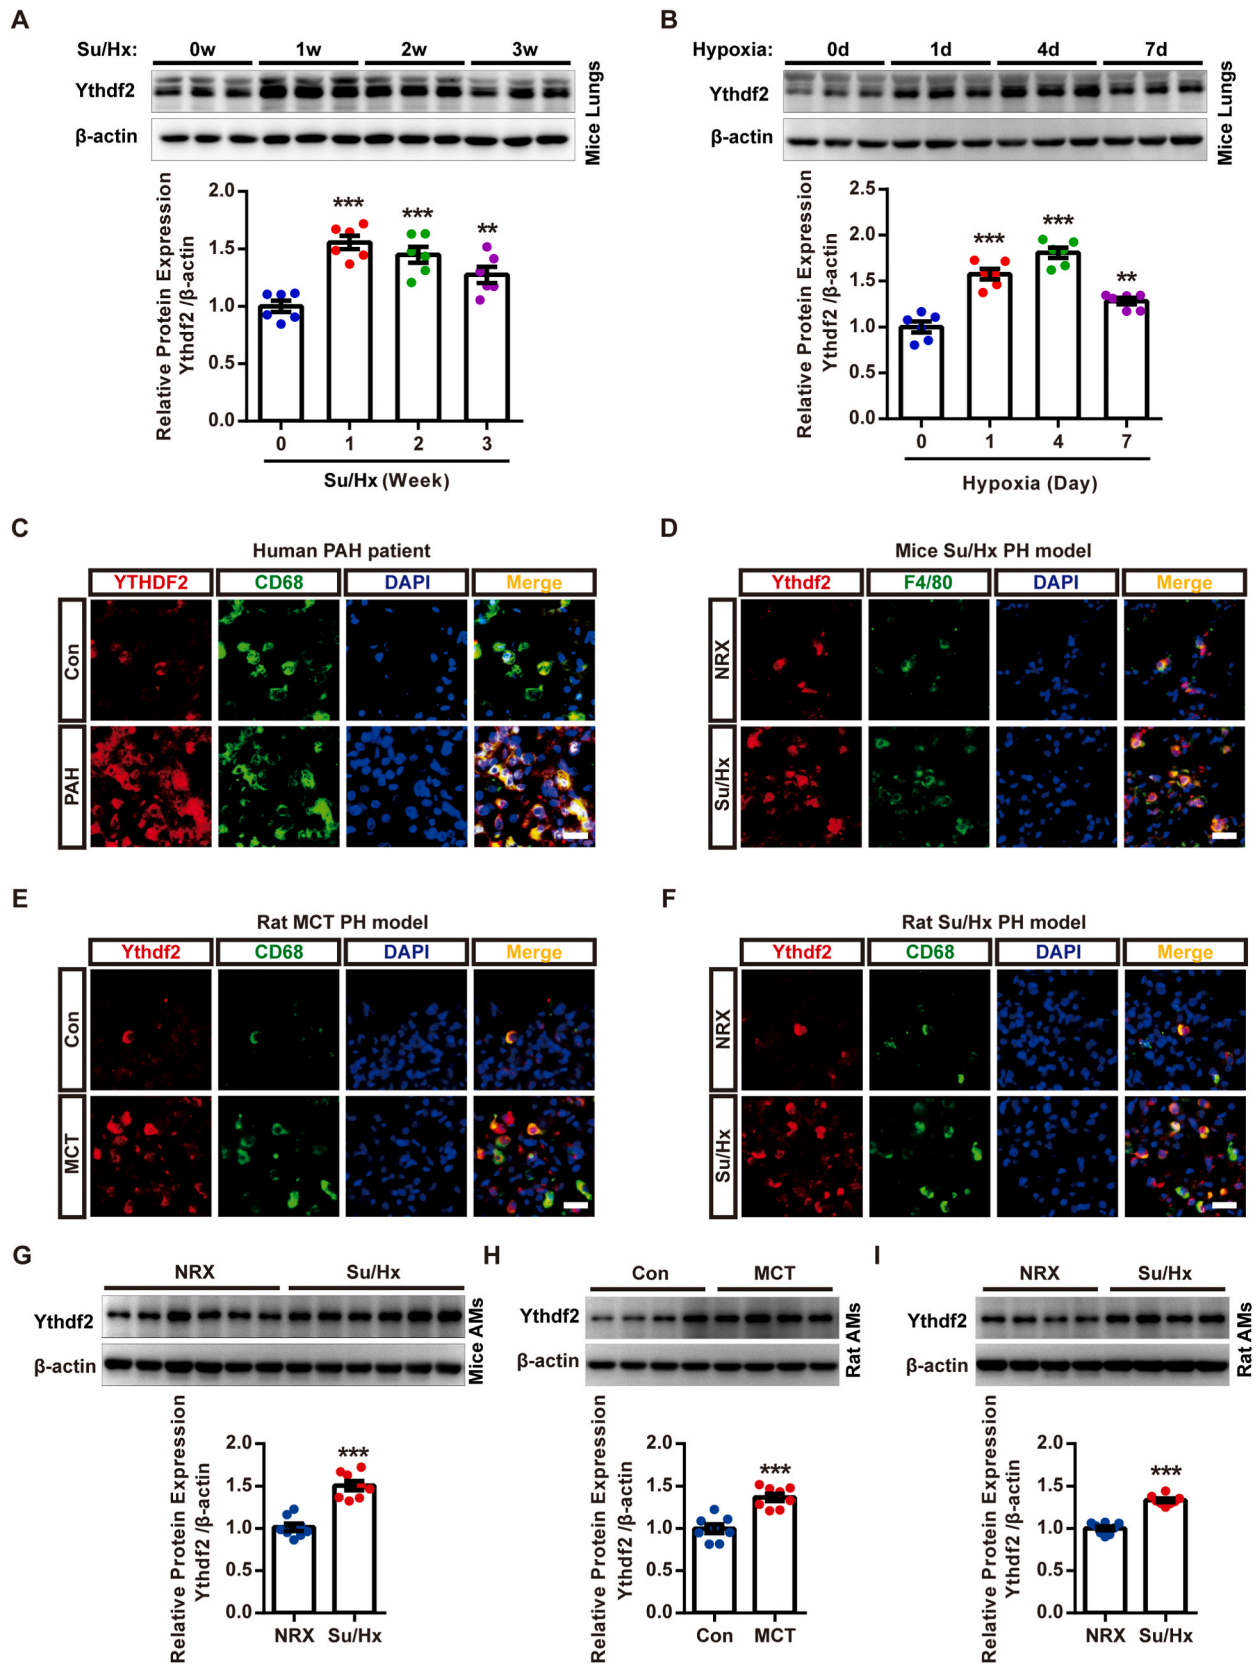 A
Su/Hx: 0w 1w 2w 3w
Ythdf2
β-actin
Mice Lungs
Relative Protein Expression
Ythdf2 /β-actin
2.0
1.5
1.0
0.5
0.0
*** *** **
0 1 2 3
Su/Hx (Week)
B
Hypoxia: 0d 1d 4d 7d
Ythdf2
β-actin
Mice Lungs
Relative Protein Expression
Ythdf2 /β-actin
2.5
2.0
1.5
1.0
0.5
0.0
*** *** **
0 1 4 7
Hypoxia (Day)
C
Human PAH patient
YTHDF2 CD68 DAPI Merge
Con
PAH
D
Mice Su/Hx PH model
Ythdf2 F4/80 DAPI Merge
NRX
Su/Hx
E
Rat MCT PH model
Ythdf2 CD68 DAPI Merge
Con
MCT
F
Rat Su/Hx PH model
Ythdf2 CD68 DAPI Merge
NRX
Su/Hx
G
NRX Su/Hx
Ythdf2
β-actin
Mice AMs
Relative Protein Expression
Ythdf2 /β-actin
2.0
1.5
1.0
0.5
0.0
***
NRX Su/Hx
H
Con MCT
Ythdf2
β-actin
Rat AMs
Relative Protein Expression
Ythdf2 /β-actin
2.0
1.5
1.0
0.5
0.0
***
Con MCT
I
NRX Su/Hx
Ythdf2
β-actin
Rat AMs
Relative Protein Expression
Ythdf2 /β-actin
2.0
1.5
1.0
0.5
0.0
***
NRX Su/Hx